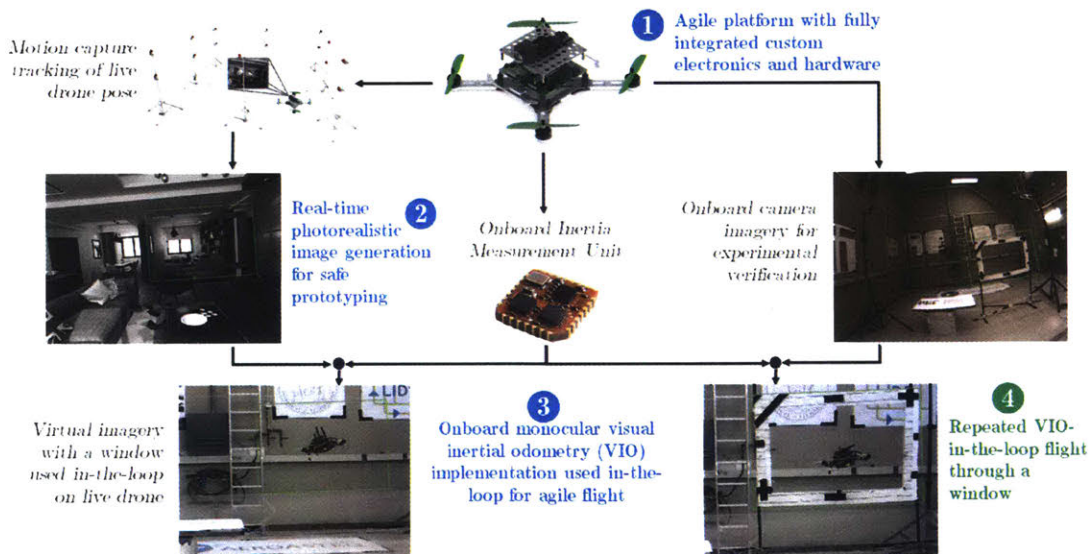 Motion capture
tracking of live
drone pose
1
Agile platform with fully
integrated custom
electronics and hardware
Real-time
photorealistic
image generation
for safe
prototyping
2
Onboard Inertia
Measurement Unit
Onboard camera
imagery for
experimental
verification
Virtual imagery
with a window
used in-the-loop
on live drone
LID
3
Onboard monocular visual
inertial odometry (VIO)
implementation used in-the-
loop for agile flight
LID
4
Repeated VIO-
in-the-loop flight
through a
window